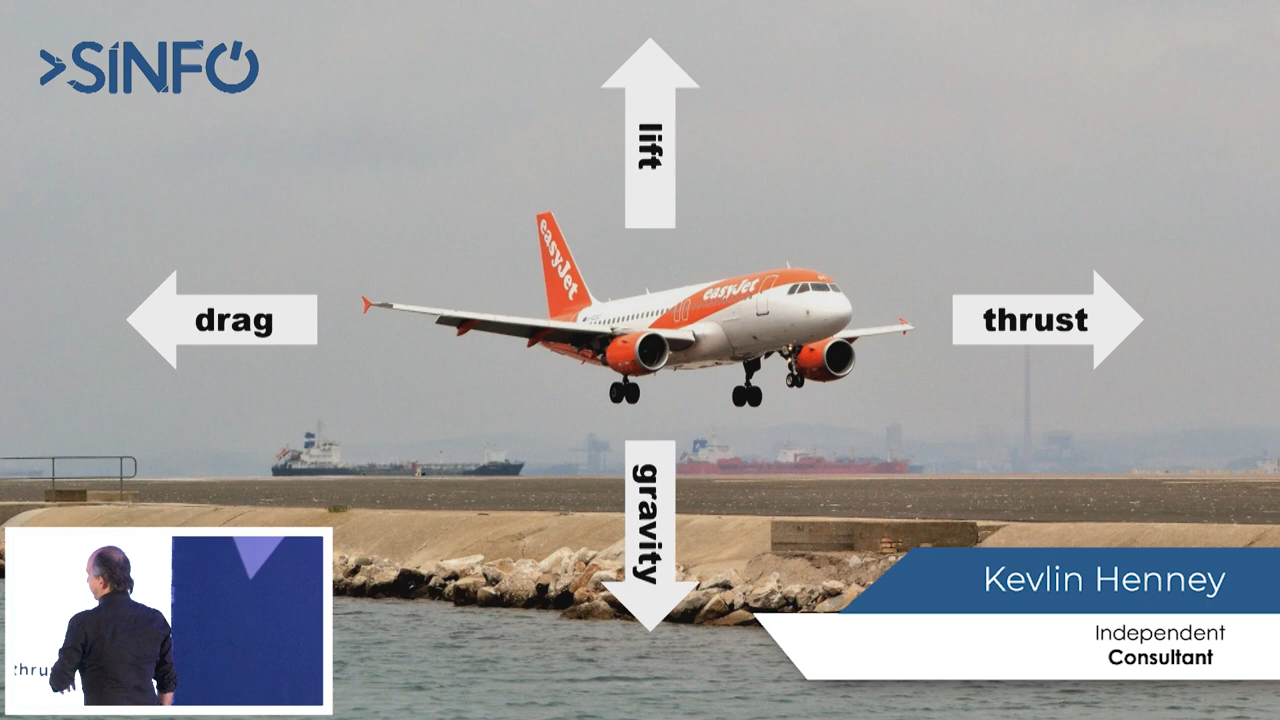 >SINFO
lift
easyJet
easyJet
drag
thrust
gravity
Kevlin Henney
Independent
Consultant
thru